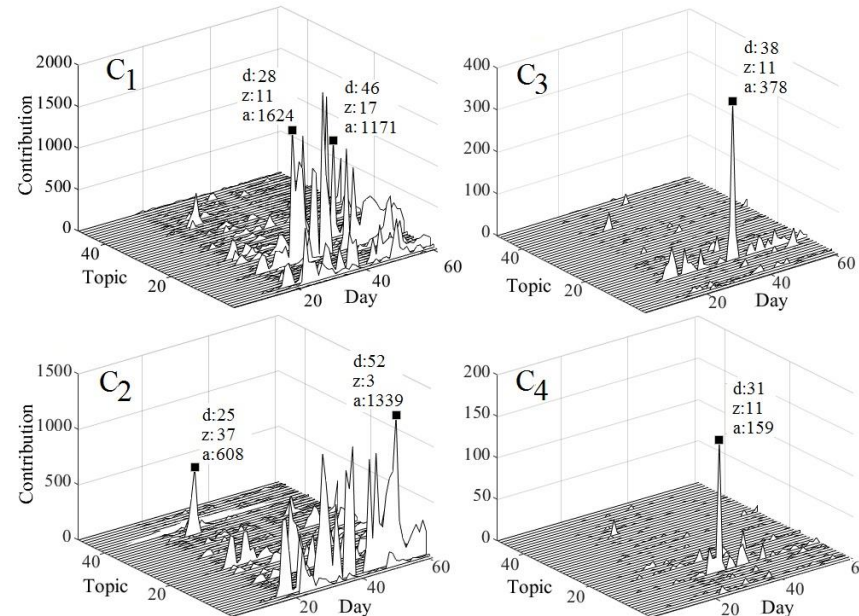 C1
2000
1500
1000
500
0
Contribution
40
20
Topic
20
40
60
Day
d:28
z:11
a:1624
d:46
z:17
a:1171
C3
400
300
200
100
0
40
20
Topic
20
40
60
Day
d:38
z:11
a:378
C2
1500
1000
500
0
Contribution
40
20
Topic
20
40
60
Day
d:25
z:37
a:608
d:52
z:3
a:1339
C4
200
150
100
50
0
40
20
Topic
20
40
60
Day
d:31
z:11
a:159